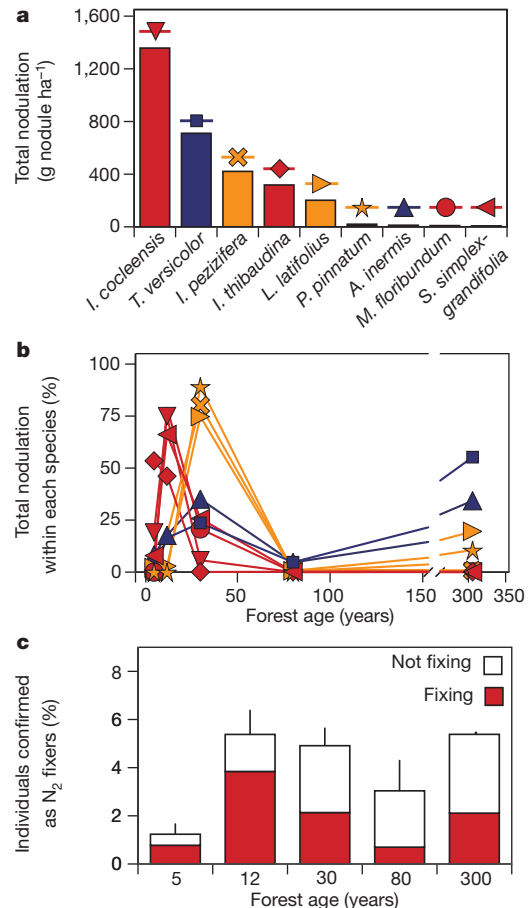 a
1,600
1,200
800
400
0
Total nodulation
(g nodule ha⁻¹)
I. cocleensis
T. versicolor
I. pezizifera
I. thibaudina
L. latifolius
P. pinnatum
A. inermis
M. floribundum
S. simplex-
grandifolia
b
100
75
50
25
0
Total nodulation
within each species (%)
0 50 100 150 300 350
Forest age (years)
c
8
6
4
2
0
Individuals confirmed
as N₂ fixers (%)
Not fixing
Fixing
5 12 30 80 300
Forest age (years)